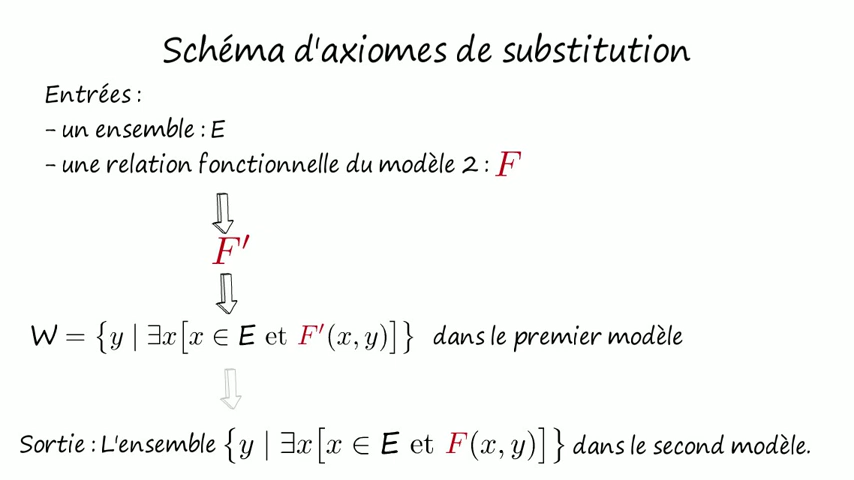 Schéma d'axiomes de substitution
Entrées :
- un ensemble : E
- une relation fonctionnelle du modèle 2 : F
F′
W = {y | ∃x[x ∈ E et F′(x, y)]} dans le premier modèle
Sortie : L'ensemble {y | ∃x[x ∈ E et F(x, y)]} dans le second modèle.